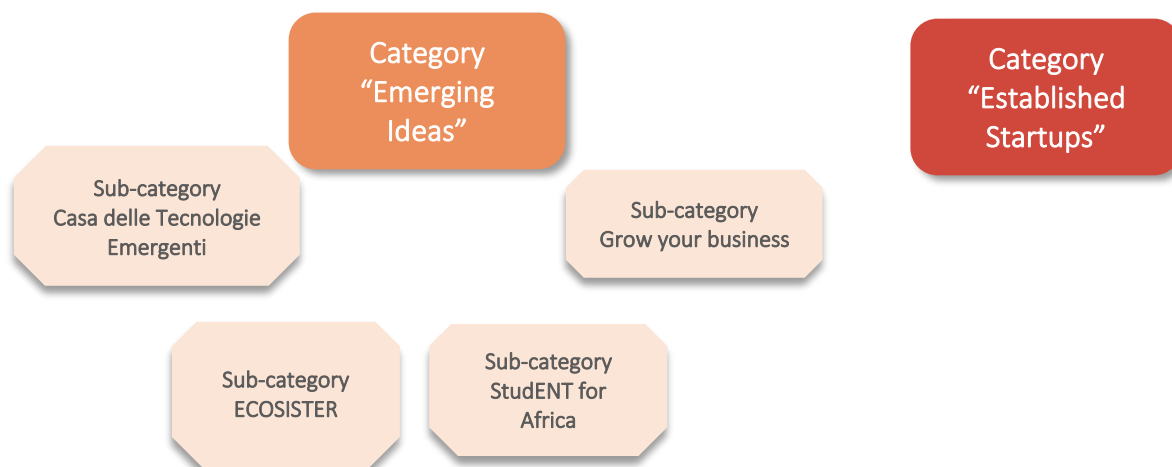 Category
“Emerging
Ideas”
Category
“Established
Startups”
Sub-category
Casa delle Tecnologie
Emergenti
Sub-category
Grow your business
Sub-category
ECOSISTER
Sub-category
StudENT for
Africa